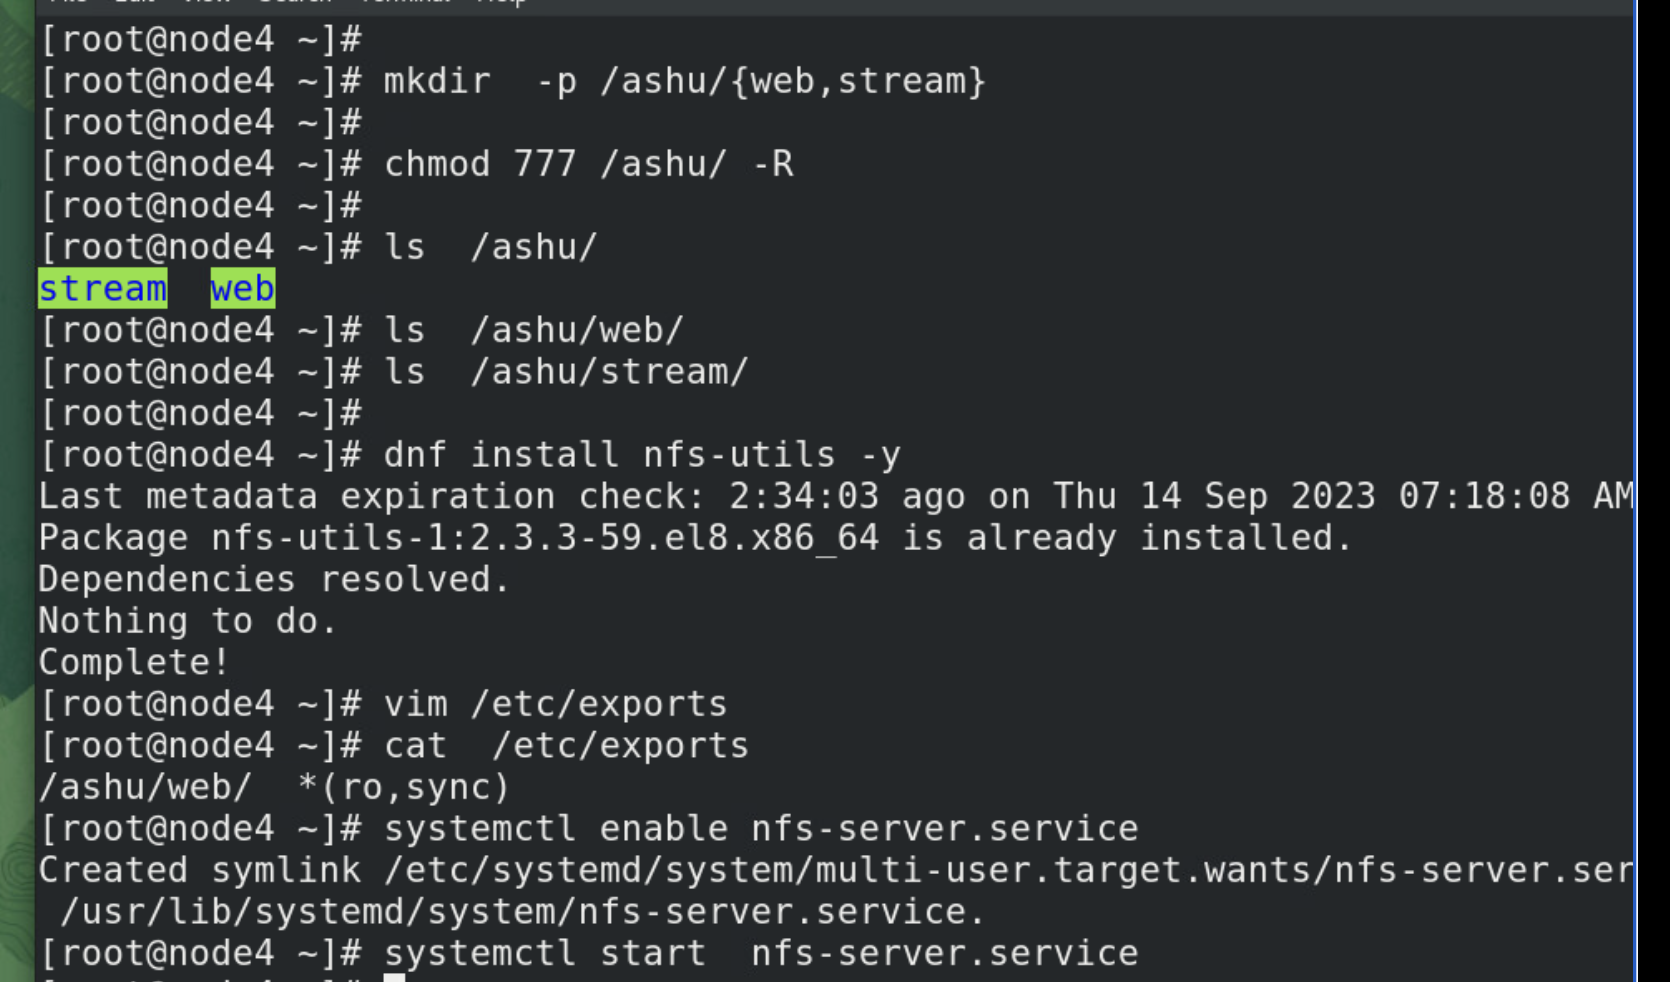 [root@node4 ~]#
[root@node4 ~]# mkdir  -p /ashu/{web,stream}
[root@node4 ~]#
[root@node4 ~]# chmod 777 /ashu/ -R
[root@node4 ~]#
[root@node4 ~]# ls  /ashu/
stream  web
[root@node4 ~]# ls  /ashu/web/
[root@node4 ~]# ls  /ashu/stream/
[root@node4 ~]#
[root@node4 ~]# dnf install nfs-utils -y
Last metadata expiration check: 2:34:03 ago on Thu 14 Sep 2023 07:18:08 AM
Package nfs-utils-1:2.3.3-59.el8.x86_64 is already installed.
Dependencies resolved.
Nothing to do.
Complete!
[root@node4 ~]# vim /etc/exports
[root@node4 ~]# cat  /etc/exports
/ashu/web/  *(ro,sync)
[root@node4 ~]# systemctl enable nfs-server.service
Created symlink /etc/systemd/system/multi-user.target.wants/nfs-server.ser
 /usr/lib/systemd/system/nfs-server.service.
[root@node4 ~]# systemctl start  nfs-server.service